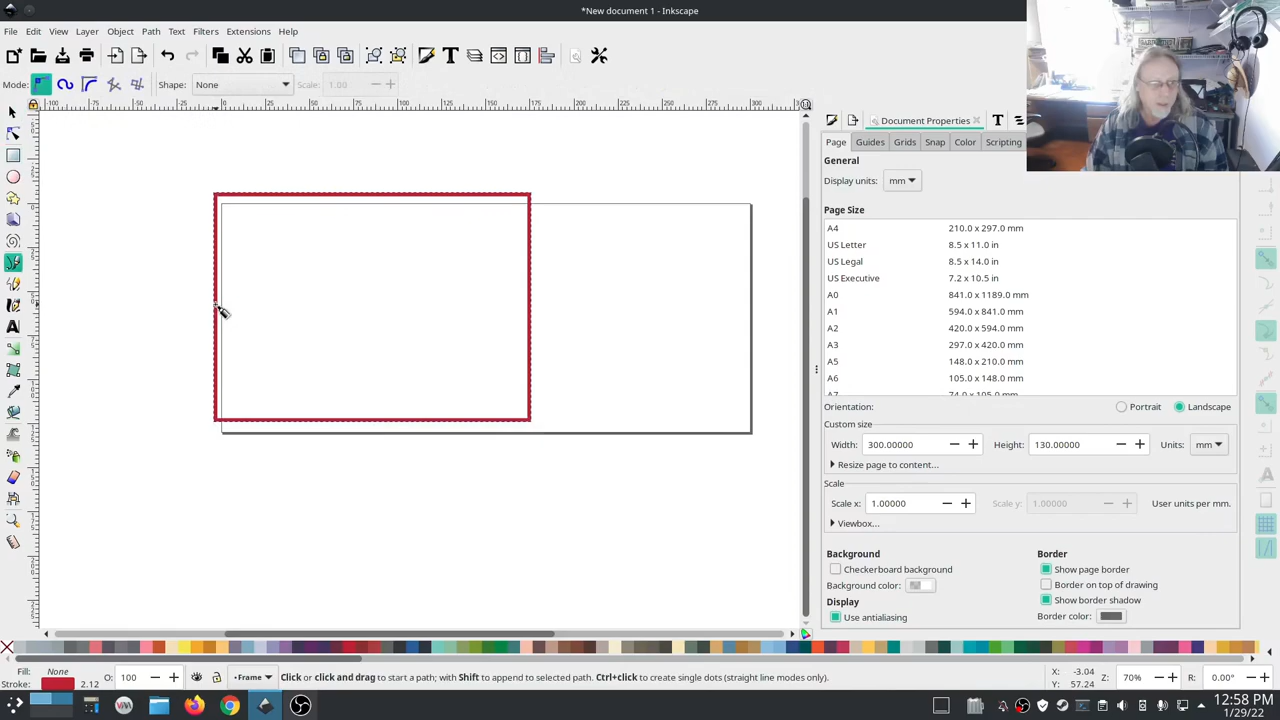 *New document 1 - Inkscape
File Edit View Layer Object Path Text Filters Extensions Help
Mode: Shape: None Scale: 1.00
Document Properties
Page Guides Grids Snap Color Scripting
General
Display units: mm
Page Size
A4 210.0 x 297.0 mm
US Letter 8.5 x 11.0 in
US Legal 8.5 x 14.0 in
US Executive 7.2 x 10.5 in
A0 841.0 x 1189.0 mm
A1 594.0 x 841.0 mm
A2 420.0 x 594.0 mm
A3 297.0 x 420.0 mm
A5 148.0 x 210.0 mm
A6 105.0 x 148.0 mm
A7 74.0 x 105.0 mm
Orientation: Portrait Landscape
Custom size
Width: 300.00000 Height: 130.00000 Units: mm
Resize page to content...
Scale
Scale x: 1.00000 Scale y: 1.00000 User units per mm.
Viewbox...
Background Border
Checkerboard background Show page border
Background color: Border on top of drawing
Display Show border shadow
Use antialiasing Border color:
Fill: None
Stroke: 2.12 O: 100 Frame Click or click and drag to start a path; with Shift to append to selected path. Ctrl+click to create single dots (straight line modes only).
X: -3.04 Z: 70% R: 0.00°
Y: 57.24
12:58 PM
1/29/22